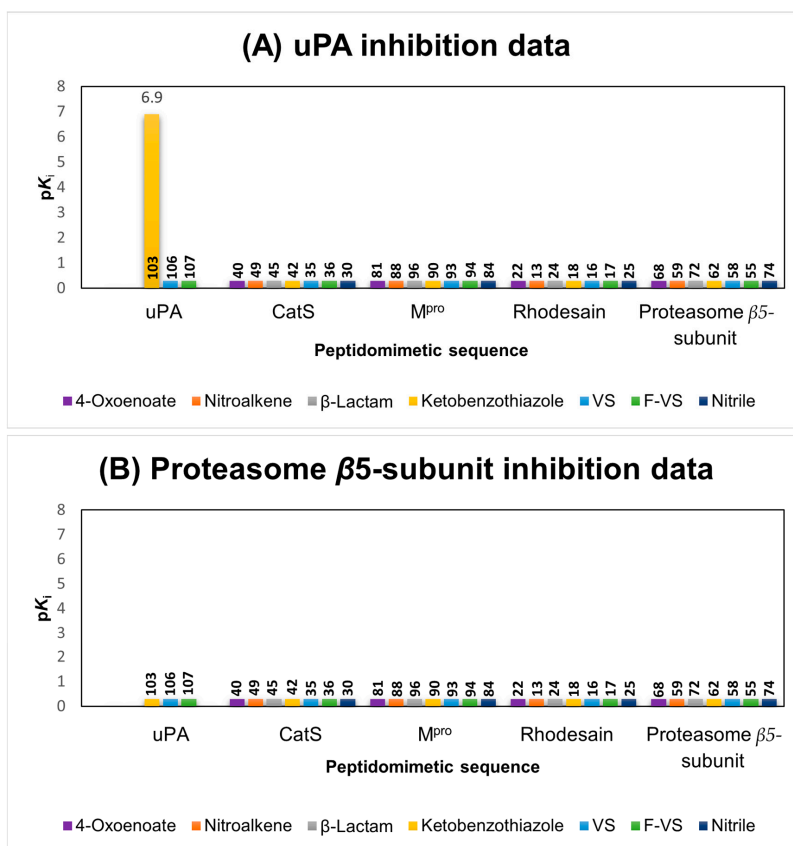 (A) uPA inhibition data
8
7
6
5
4
3
2
1
0
pKi
6.9
103 106 107 40 49 45 42 35 36 30 81 88 96 90 93 94 84 22 13 24 18 16 17 25 68 59 72 62 58 55 74
uPA CatS Mpro Rhodesain Proteasome β5-
subunit
Peptidomimetic sequence
4-Oxoenoate Nitroalkene β-Lactam Ketobenzothiazole VS F-VS Nitrile
(B) Proteasome β5-subunit inhibition data
8
7
6
5
4
3
2
1
0
pKi
103 106 107 40 49 45 42 35 36 30 81 88 96 90 93 94 84 22 13 24 18 16 17 25 68 59 72 62 58 55 74
uPA CatS Mpro Rhodesain Proteasome β5-
subunit
Peptidomimetic sequence
4-Oxoenoate Nitroalkene β-Lactam Ketobenzothiazole VS F-VS Nitrile